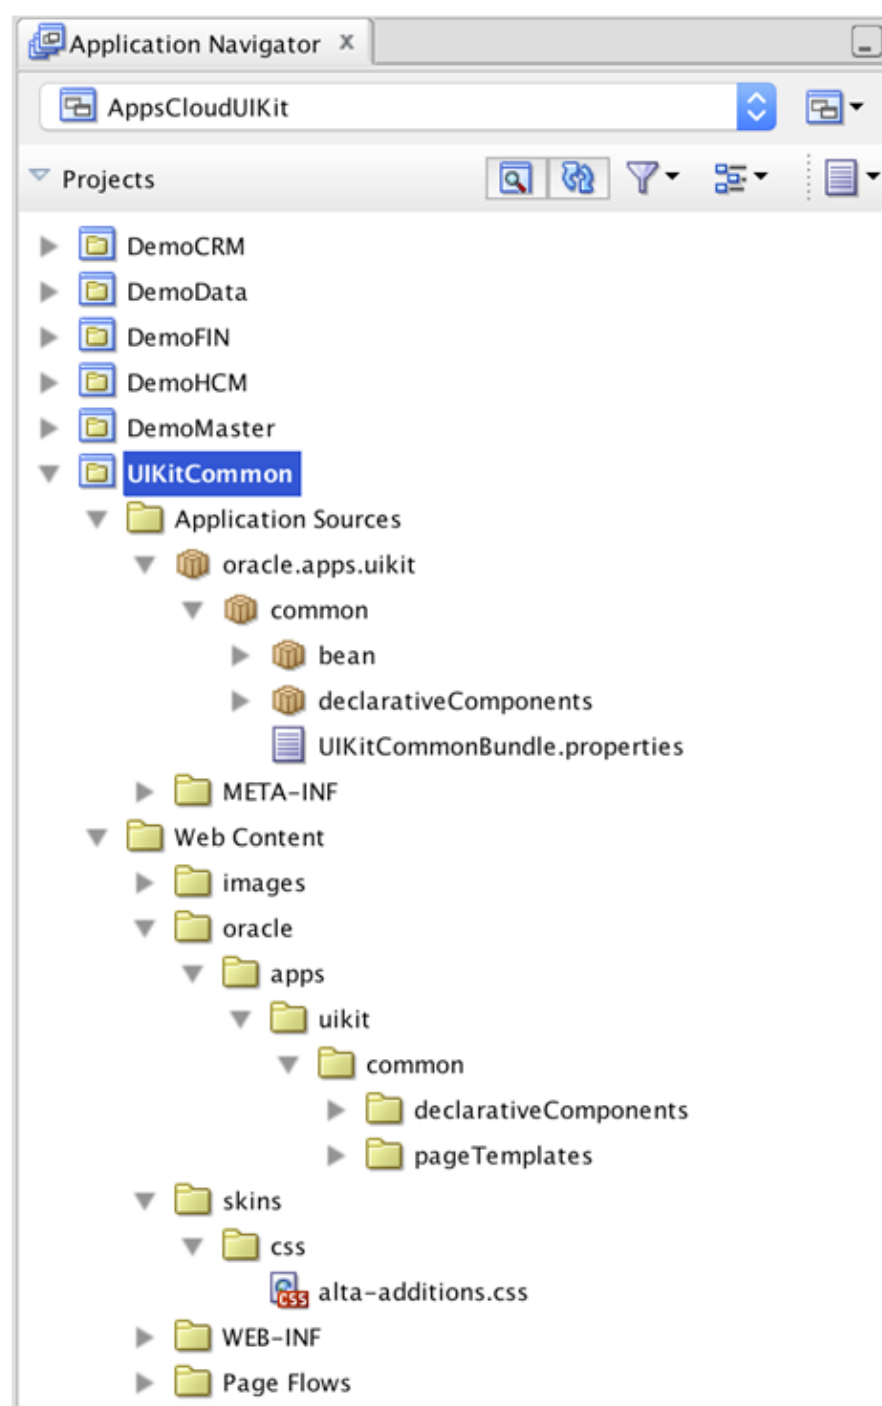 Application Navigator x
AppsCloudUIKit
Projects
DemoCRM
DemoData
DemoFIN
DemoHCM
DemoMaster
UIKitCommon
Application Sources
oracle.apps.uikit
common
bean
declarativeComponents
UIKitCommonBundle.properties
META-INF
Web Content
images
oracle
apps
uikit
common
declarativeComponents
pageTemplates
skins
css
CSS alta-additions.css
WEB-INF
Page Flows